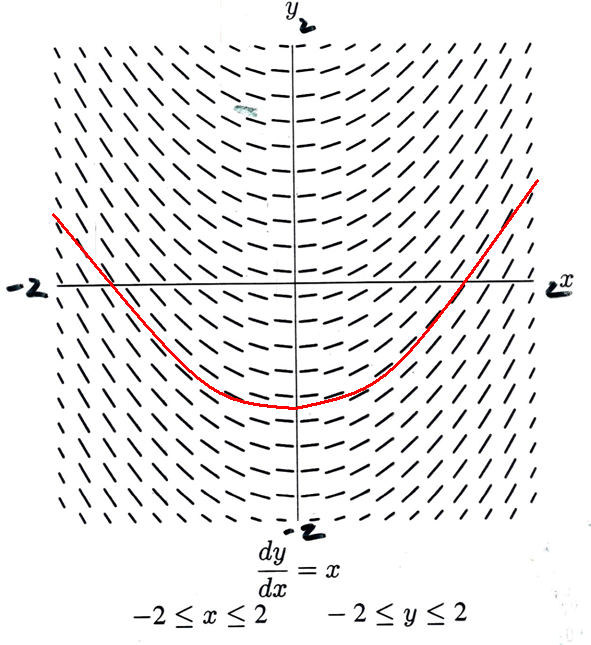 y
2
-2
2 x
-2
dy/dx = x
-2 ≤ x ≤ 2 -2 ≤ y ≤ 2